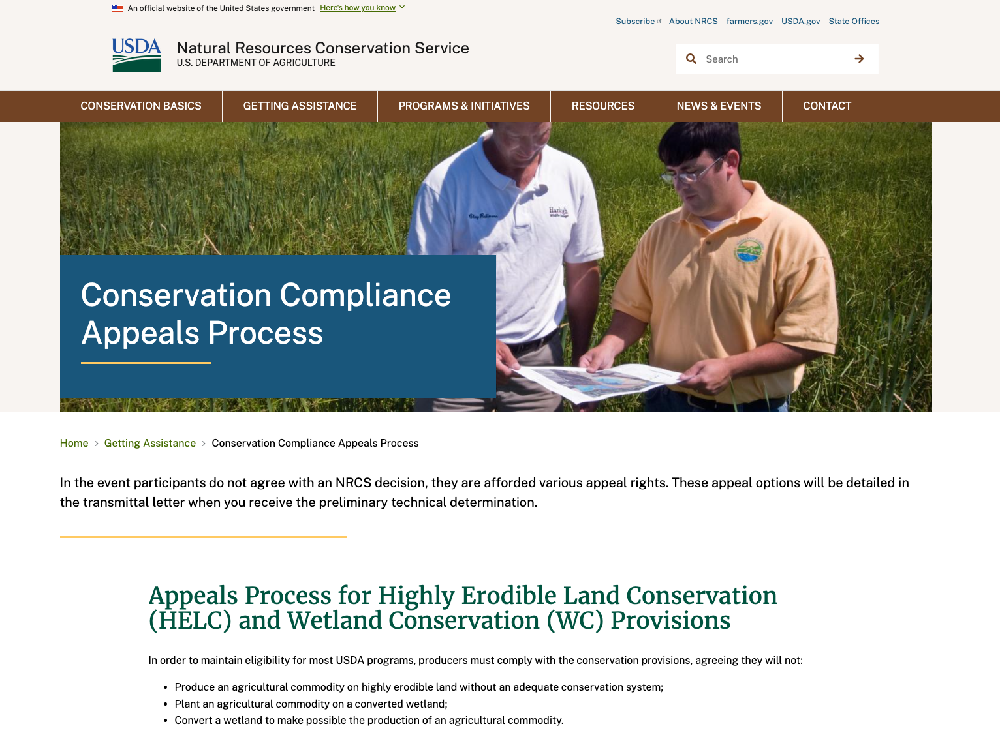 An official website of the United States government Here's how you know
Subscribe About NRCS farmers.gov USDA.gov State Offices
USDA
Natural Resources Conservation Service
U.S. DEPARTMENT OF AGRICULTURE
Search
CONSERVATION BASICS GETTING ASSISTANCE PROGRAMS & INITIATIVES RESOURCES NEWS & EVENTS CONTACT
Conservation Compliance
Appeals Process
Home > Getting Assistance > Conservation Compliance Appeals Process
In the event participants do not agree with an NRCS decision, they are afforded various appeal rights. These appeal options will be detailed in
the transmittal letter when you receive the preliminary technical determination.
Appeals Process for Highly Erodible Land Conservation
(HELC) and Wetland Conservation (WC) Provisions
In order to maintain eligibility for most USDA programs, producers must comply with the conservation provisions, agreeing they will not:
• Produce an agricultural commodity on highly erodible land without an adequate conservation system;
• Plant an agricultural commodity on a converted wetland;
• Convert a wetland to make possible the production of an agricultural commodity.